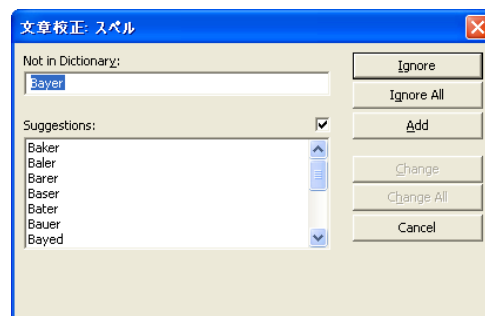 文章校正: スペル
Not in Dictionary:
Bayer
Suggestions:
Baker
Baler
Barer
Baser
Bater
Bauer
Bayed
Ignore
Ignore All
Add
Change
Change All
Cancel